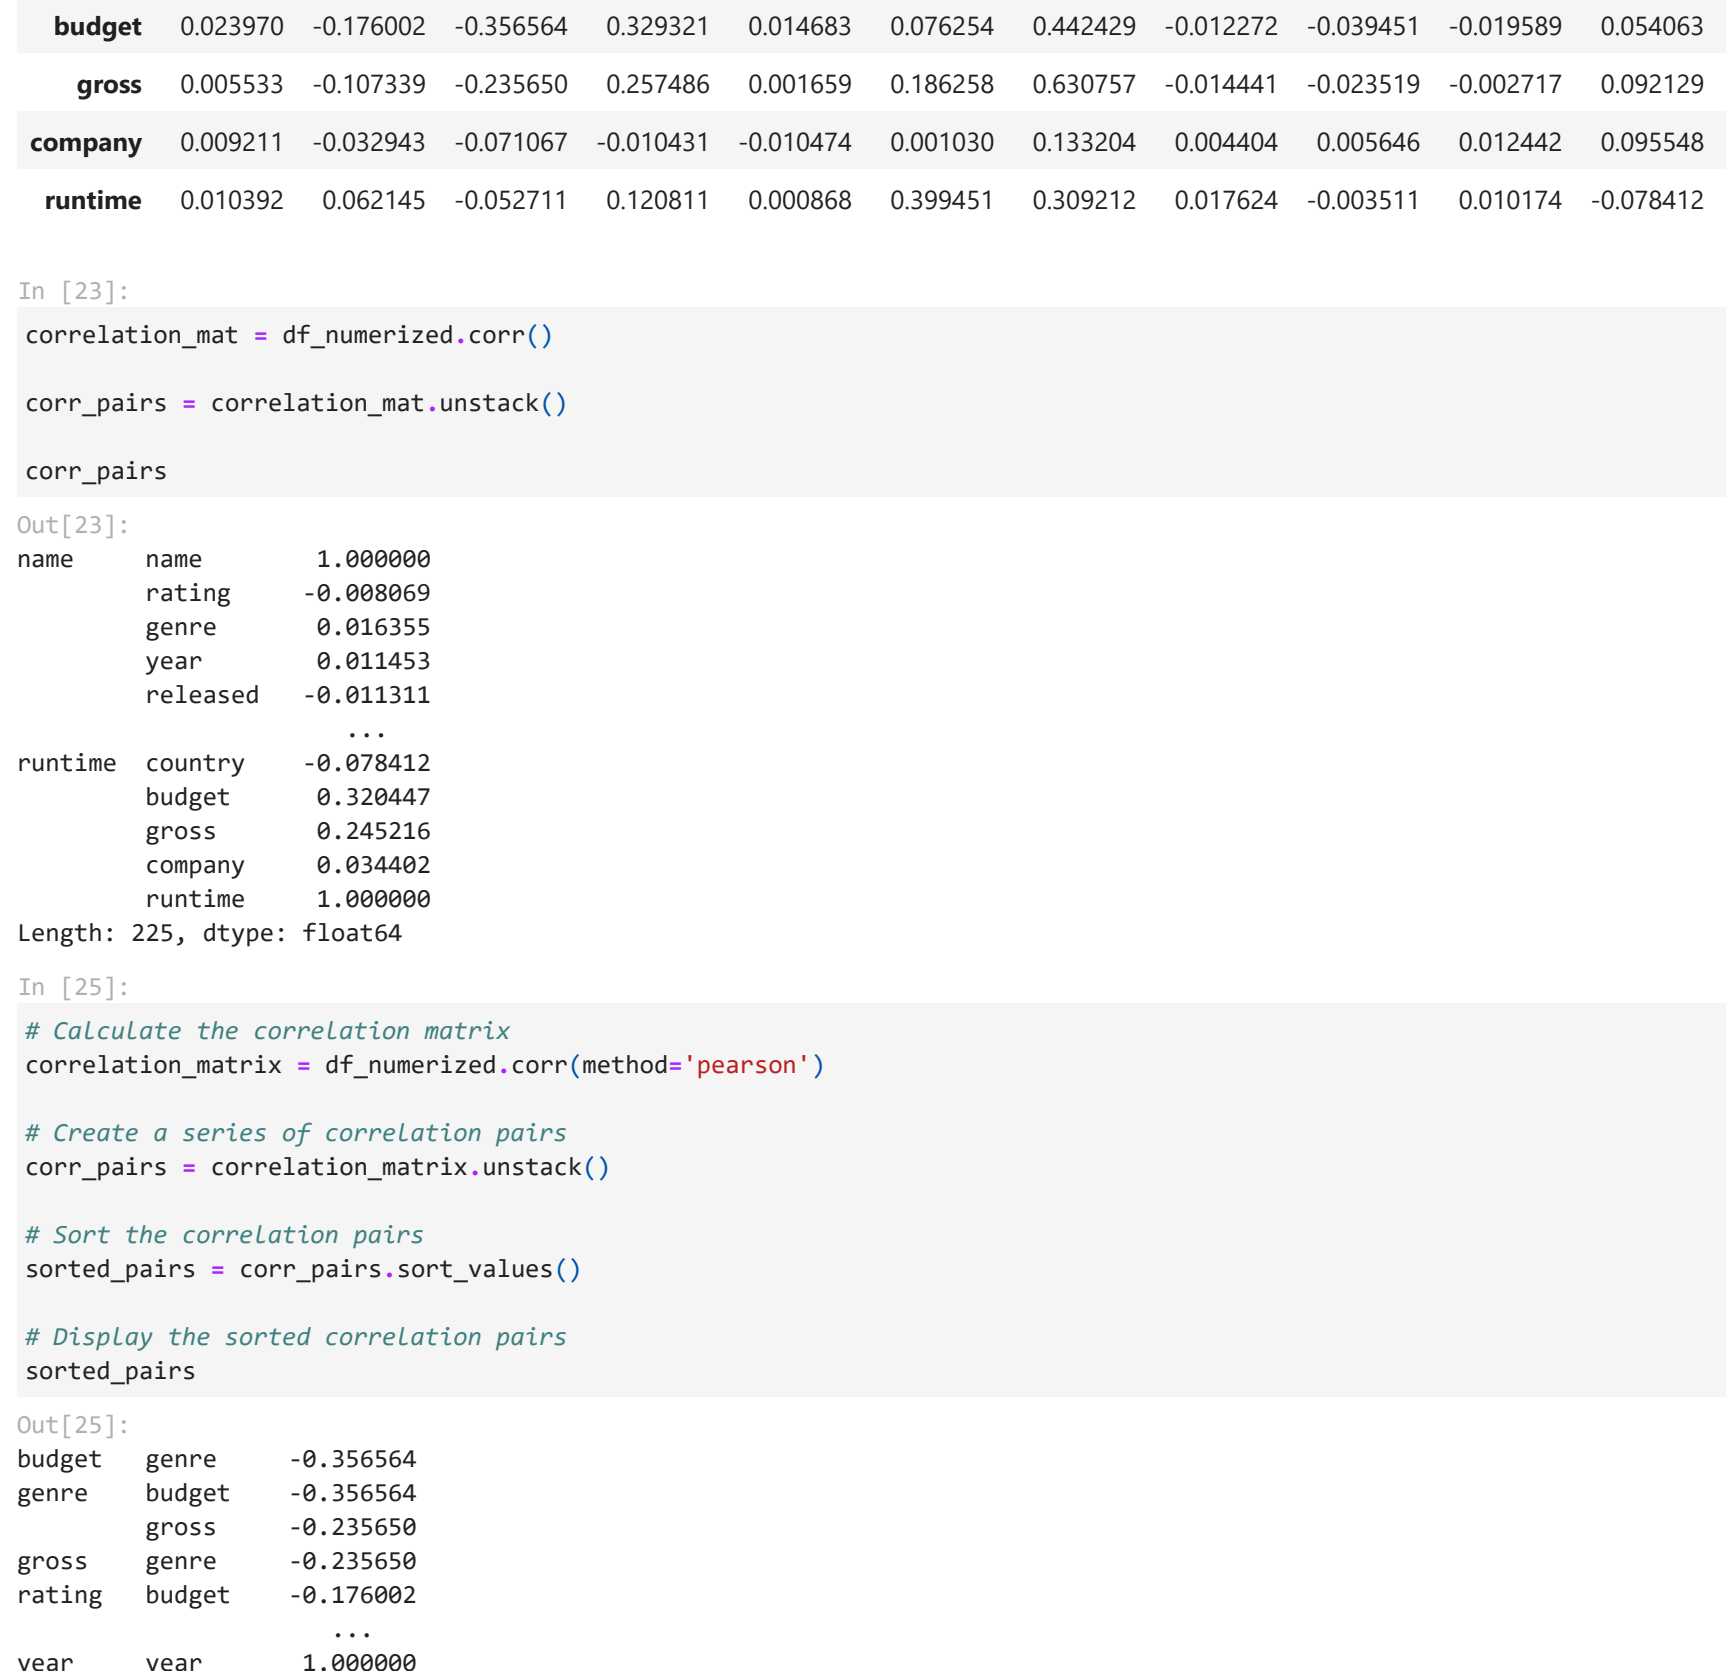 budget 0.023970 -0.176002 -0.356564 0.329321 0.014683 0.076254 0.442429 -0.012272 -0.039451 -0.019589 0.054063
gross 0.005533 -0.107339 -0.235650 0.257486 0.001659 0.186258 0.630757 -0.014441 -0.023519 -0.002717 0.092129
company 0.009211 -0.032943 -0.071067 -0.010431 -0.010474 0.001030 0.133204 0.004404 0.005646 0.012442 0.095548
runtime 0.010392 0.062145 -0.052711 0.120811 0.000868 0.399451 0.309212 0.017624 -0.003511 0.010174 -0.078412
In [23]:
correlation_mat = df_numerized.corr()
corr_pairs = correlation_mat.unstack()
corr_pairs
Out[23]:
name name 1.000000
rating -0.008069
genre 0.016355
year 0.011453
released -0.011311
...
runtime country -0.078412
budget 0.320447
gross 0.245216
company 0.034402
runtime 1.000000
Length: 225, dtype: float64
In [25]:
# Calculate the correlation matrix
correlation_matrix = df_numerized.corr(method='pearson')
# Create a series of correlation pairs
corr_pairs = correlation_matrix.unstack()
# Sort the correlation pairs
sorted_pairs = corr_pairs.sort_values()
# Display the sorted correlation pairs
sorted_pairs
Out[25]:
budget genre -0.356564
genre budget -0.356564
gross -0.235650
gross genre -0.235650
rating budget -0.176002
...
year year 1.000000